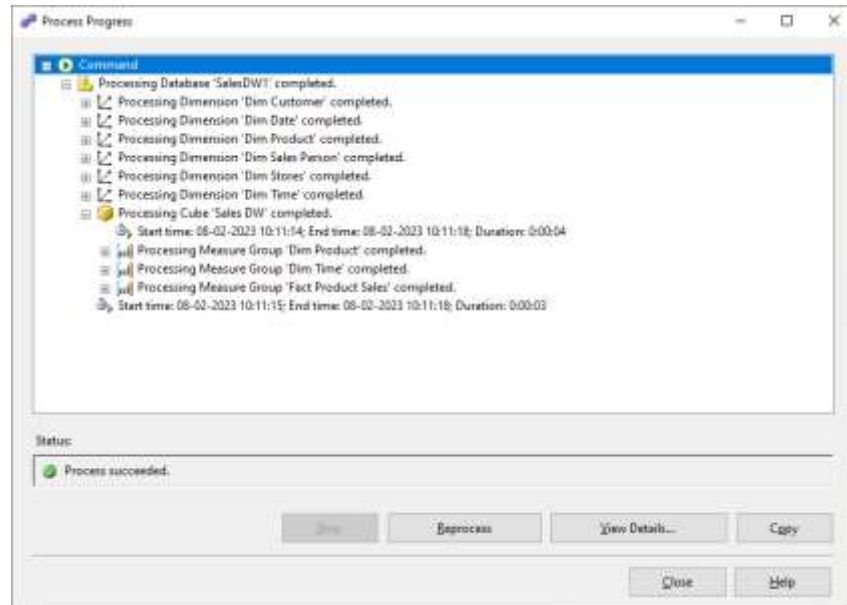 Process Progress
Command
Processing Database 'SalesDW1' completed.
Processing Dimension 'Dim Customer' completed.
Processing Dimension 'Dim Date' completed.
Processing Dimension 'Dim Product' completed.
Processing Dimension 'Dim Sales Person' completed.
Processing Dimension 'Dim Stores' completed.
Processing Dimension 'Dim Time' completed.
Processing Cube 'Sales DW' completed.
Start time: 08-02-2023 10:11:14; End time: 08-02-2023 10:11:18; Duration: 0:00:04
Processing Measure Group 'Dim Product' completed.
Processing Measure Group 'Dim Time' completed.
Processing Measure Group 'Fact Product Sales' completed.
Start time: 08-02-2023 10:11:15; End time: 08-02-2023 10:11:18; Duration: 0:00:03
Status:
Process succeeded.
Stop Reprocess View Details... Copy
Close Help